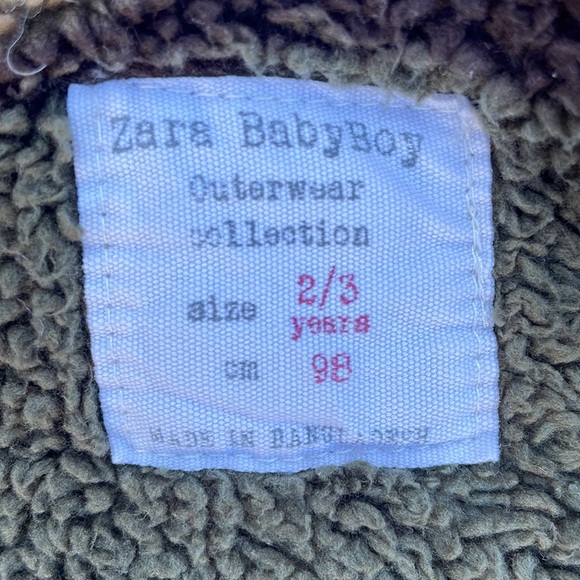 Zara BabyBoy
Outerwear
collection
size 2/3
years
cm 98
MADE IN BANGLADESH